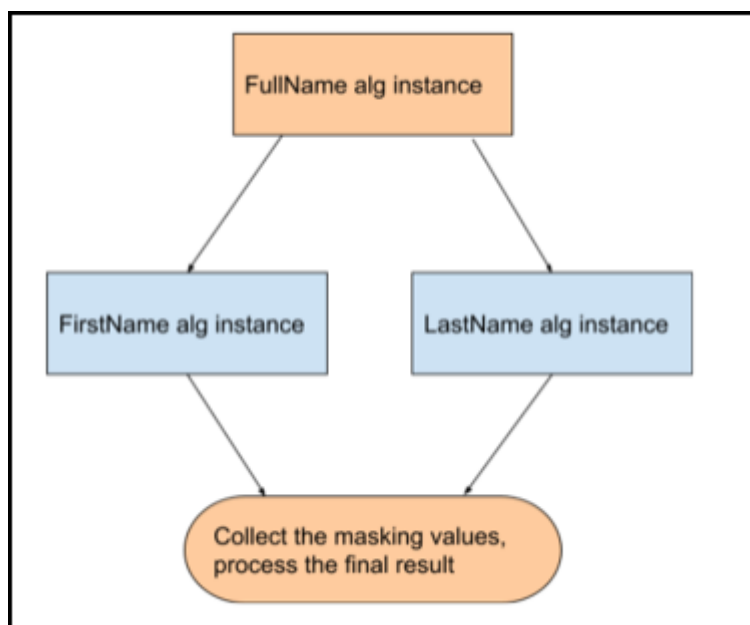 FullName alg instance
FirstName alg instance
LastName alg instance
Collect the masking values,
process the final result